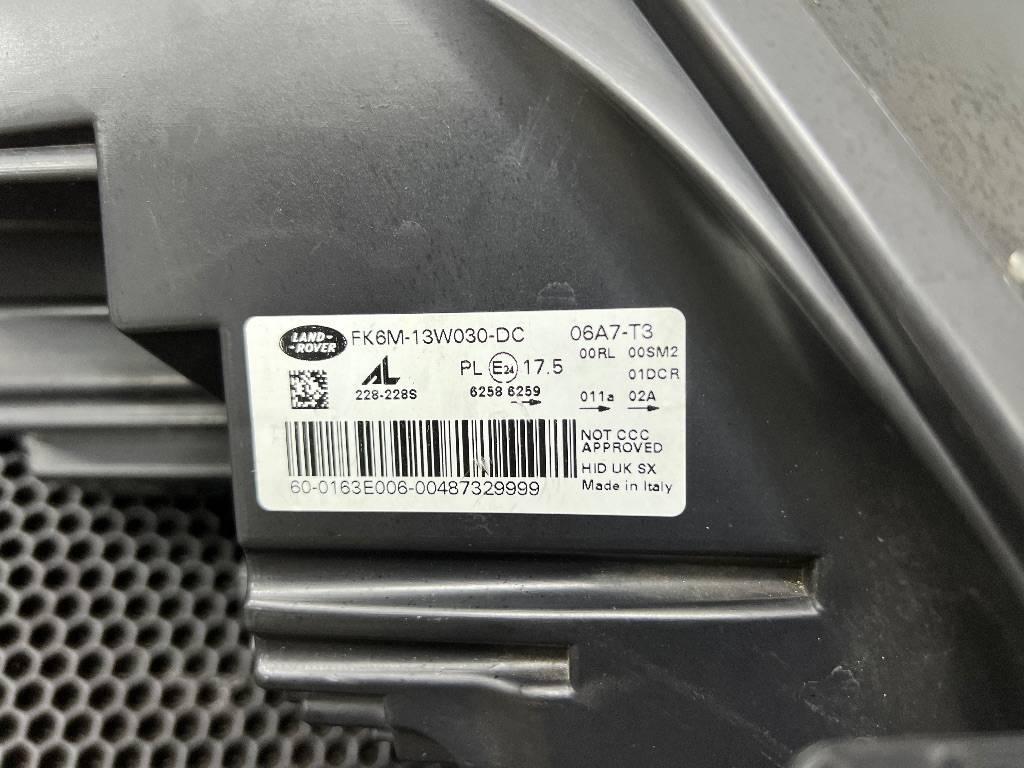 LAND-
ROVER
FK6M-13W030-DC 06A7-T3
00RL 00SM2
01DCR
AL PL E24 17.5
228-228S 6258 6259 011a 02A
NOT CCC
APPROVED
HID UK SX
60-0163E006-00487329999 Made in Italy